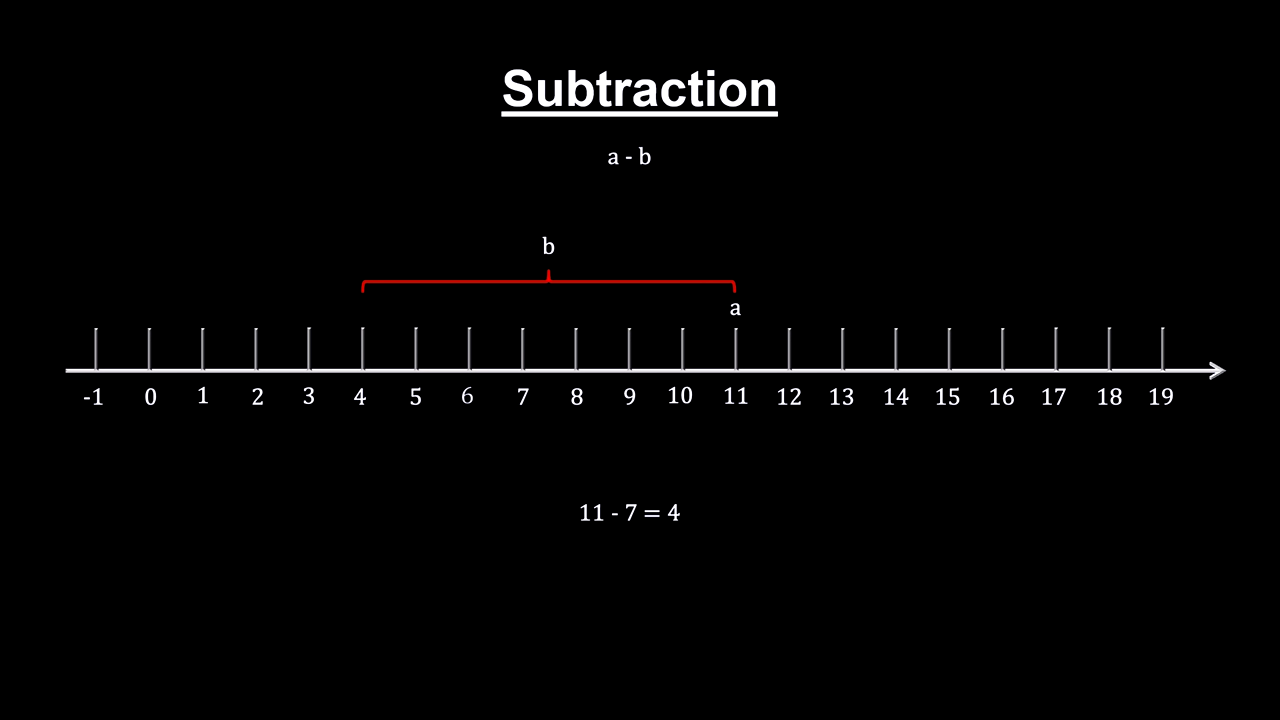 Subtraction
a - b
b
a
-1 0 1 2 3 4 5 6 7 8 9 10 11 12 13 14 15 16 17 18 19
11 - 7 = 4